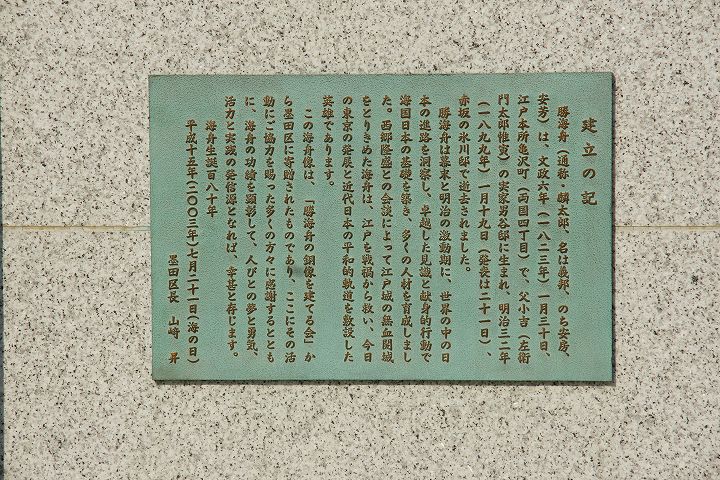 建立の記
勝海舟（通称・麟太郎、名は義邦、のち安房、
安芳）は、文政六年（一八二三年）一月三十日、
江戸本所亀沢町（両国四丁目）で、父小吉（左衛
門太郎惟寅）の実家男谷邸に生まれ、明治三二年
（一八九九年）一月十九日（発喪は二十一日）、
赤坂の氷川邸で逝去されました。
勝海舟は幕末と明治の激動期に、世界の中の日
本の進路を洞察し、卓越した見識と献身的行動で
海国日本の基礎を築き、多くの人材を育成しまし
た。西郷隆盛との会談によって江戸城の無血開城
をとりきめた海舟は、江戸を戦禍から救い、今日
の東京の発展と近代日本の平和的軌道を敷設した
英雄であります。
この海舟像は、「勝海舟の銅像を建てる会」か
ら墨田区に寄贈されたものであり、ここにその活
動にご協力を賜った多くの方々に感謝するととも
に、海舟の功績を顕彰して、人びとの夢と勇気、
活力と実践の発信源となれば、幸甚と存じます。
海舟生誕百八十年
平成十五年（二〇〇三年）七月二十一日（海の日）
墨田区長 山崎 昇